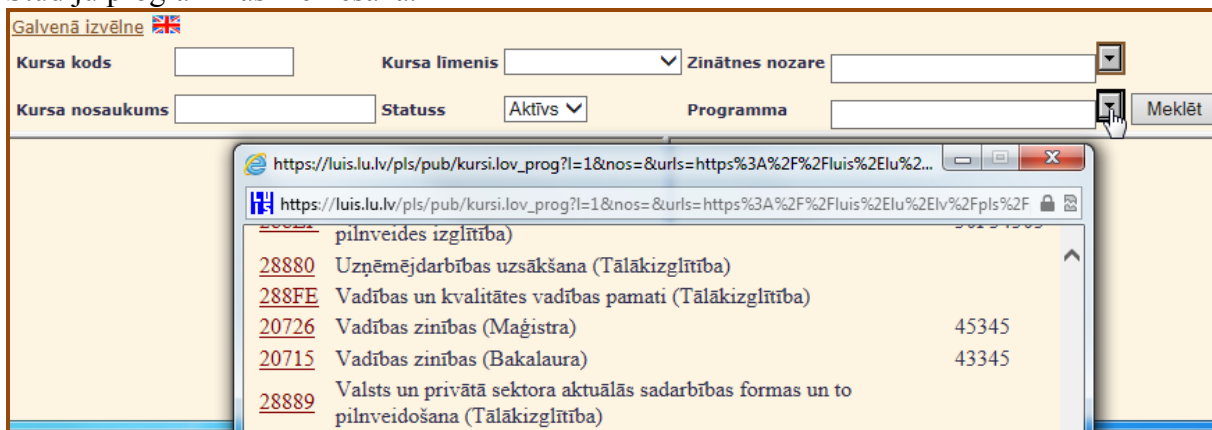 Galvenā izvēlne
Kursa kods Kursa līmenis Zinātnes nozare
Kursa nosaukums Statuss Aktīvs Programma Meklēt
https://luis.lu.lv/pls/pub/kursi.lov_prog?l=1&nos=&urls=https%3A%2F%2Fluis%2Elu%2...
https://luis.lu.lv/pls/pub/kursi.lov_prog?l=1&nos=&urls=https%3A%2F%2Fluis%2Elu%2Elv%2Fpls%2F
pilnveides izglītība)
28880 Uzņēmējdarbības uzsākšana (Tālākizglītība)
288FE Vadības un kvalitātes vadības pamati (Tālākizglītība)
20726 Vadības zinības (Maģistra) 45345
20715 Vadības zinības (Bakalaura) 43345
28889 Valsts un privātā sektora aktuālās sadarbības formas un to
pilnveidošana (Tālākizglītība)